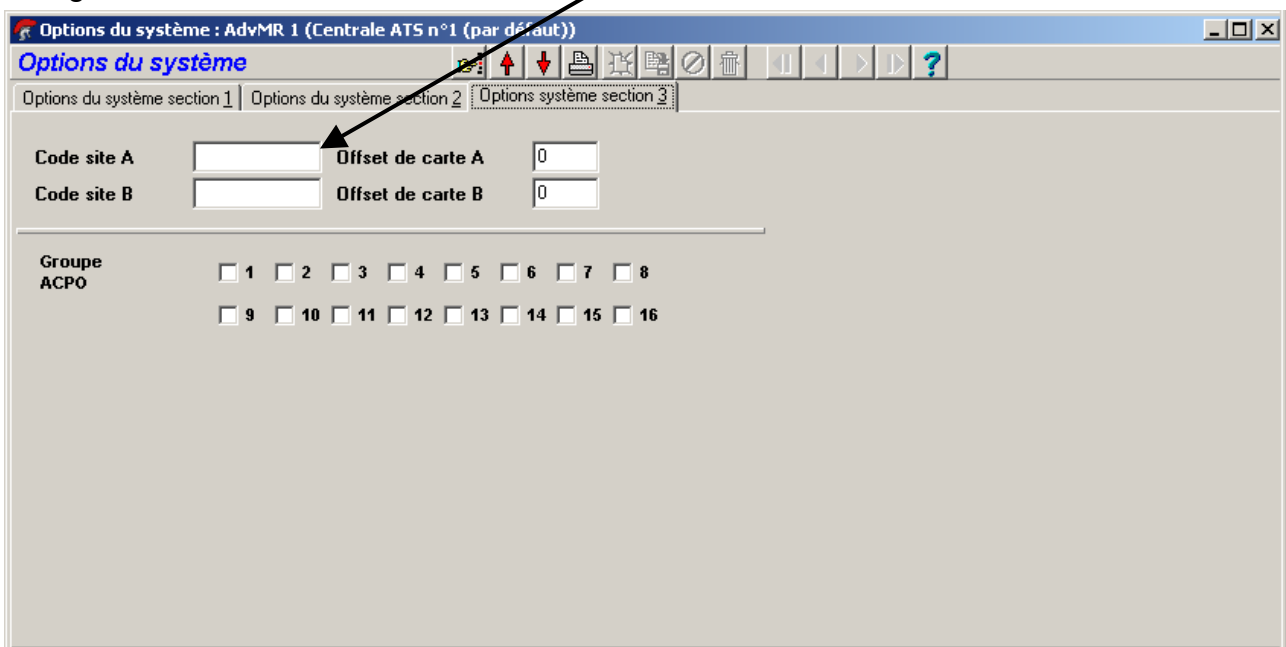 Options du système : AdvMR 1 (Centrale ATS n°1 (par défaut))
Options du système
?
Options du système section 1 Options du système section 2 Options système section 3
Code site A Offset de carte A 0
Code site B Offset de carte B 0
Groupe
ACPO
1 2 3 4 5 6 7 8
9 10 11 12 13 14 15 16